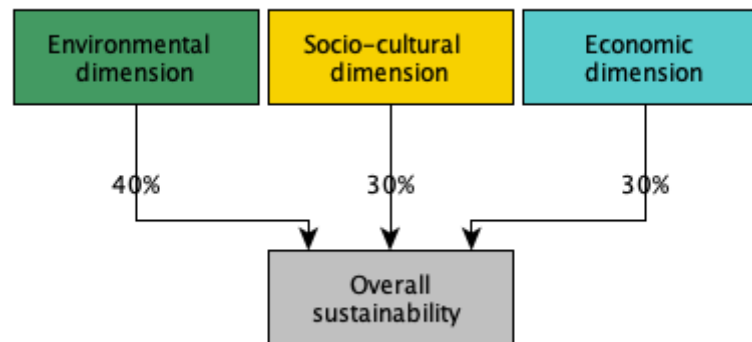 Environmental
dimension
Socio-cultural
dimension
Economic
dimension
40%
30%
30%
Overall
sustainability